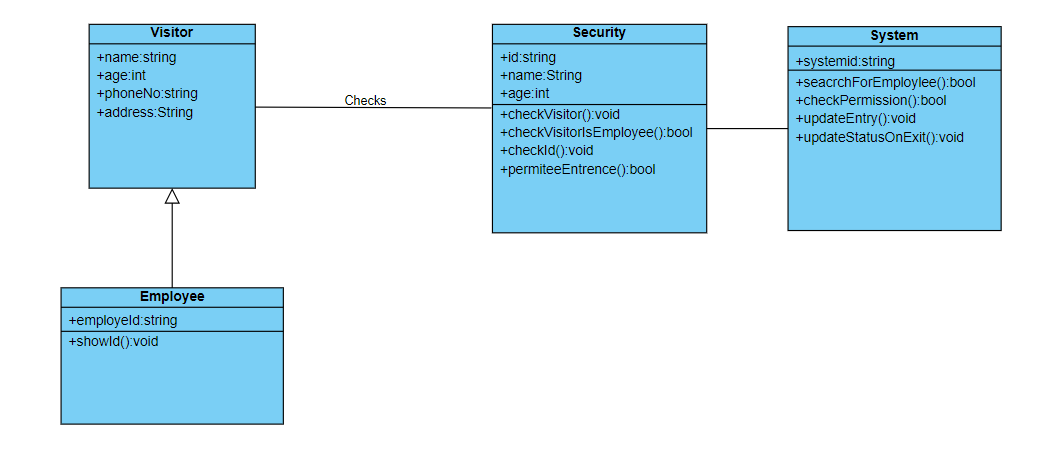 Visitor
+name:string
+age:int
+phoneNo:string
+address:String
Checks
Security
+id:string
+name:String
+age:int
+checkVisitor():void
+checkVisitorIsEmployee():bool
+checkId():void
+permiteeEntrence():bool
System
+systemid:string
+seacrchForEmploylee():bool
+checkPermission():bool
+updateEntry():void
+updateStatusOnExit():void
Employee
+employeId:string
+showId():void